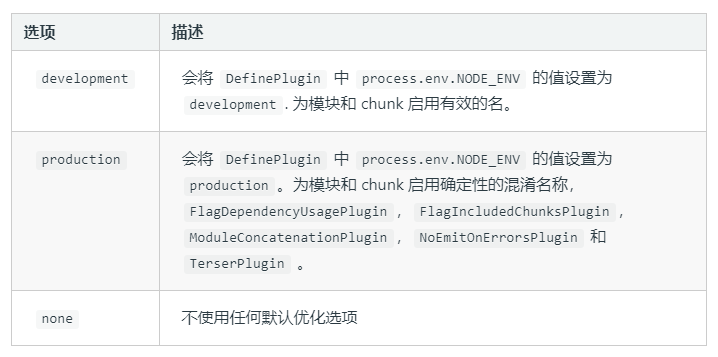 选项 描述
development 会将 DefinePlugin 中 process.env.NODE_ENV 的值设置为
development . 为模块和 chunk 启用有效的名。
production 会将 DefinePlugin 中 process.env.NODE_ENV 的值设置为
production 。为模块和 chunk 启用确定性的混淆名称，
FlagDependencyUsagePlugin ， FlagIncludedChunksPlugin ，
ModuleConcatenationPlugin ， NoEmitOnErrorsPlugin 和
TerserPlugin 。
none 不使用任何默认优化选项